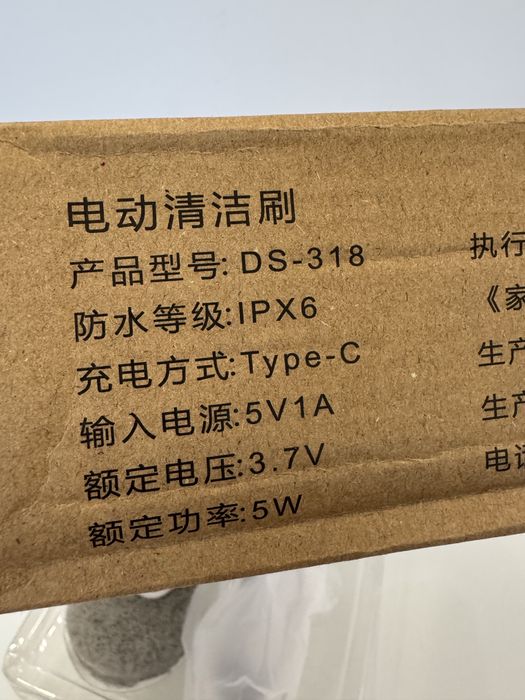 电动清洁刷
产品型号: DS-318
防水等级:IPX6
充电方式:Type-C
输入电源:5V1A
额定电压:3.7V
额定功率:5W
执行
《家
生产
生产
电话